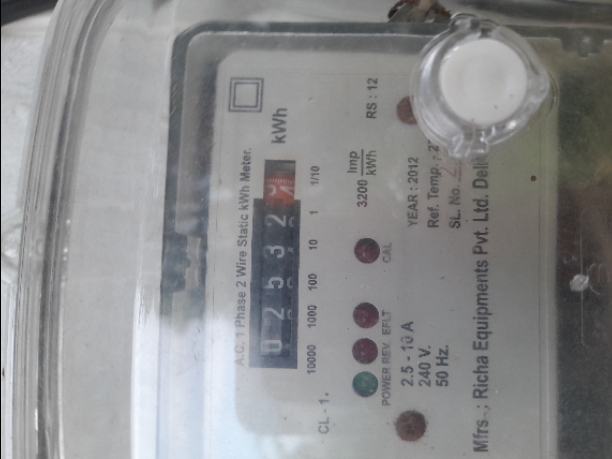 A.C. 1 Phase 2 Wire Static kWh Meter.
02532 kWh
10000 1000 100 10 1 1/10
CL - 1.
3200 Imp/kWh
RS : 12
POWER REV. EFLT CAL
2.5 - 10 A
240 V.
50 Hz.
YEAR : 2012
Ref. Temp. :
SL. No.
Mfrs .: Richa Equipments Pvt. Ltd.